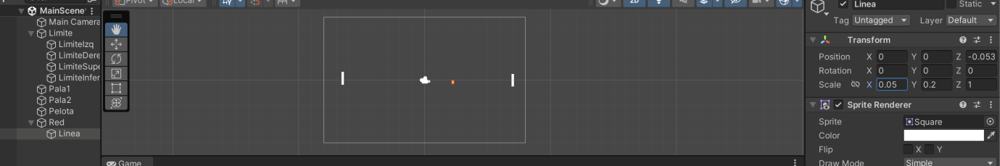 Pivot
Local
2D
MainScene*
Main Camera
Limite
LimiteIzq
LimiteDere
LimiteSupe
LimiteInfer
Pala1
Pala2
Pelota
Red
Linea
Game
Linea
Static
Tag Untagged Layer Default
Transform
Position X 0 Y 0 Z -0.053
Rotation X 0 Y 0 Z 0
Scale X 0.05 Y 0.2 Z 1
Sprite Renderer
Sprite Square
Color
Flip X Y
Draw Mode Simple